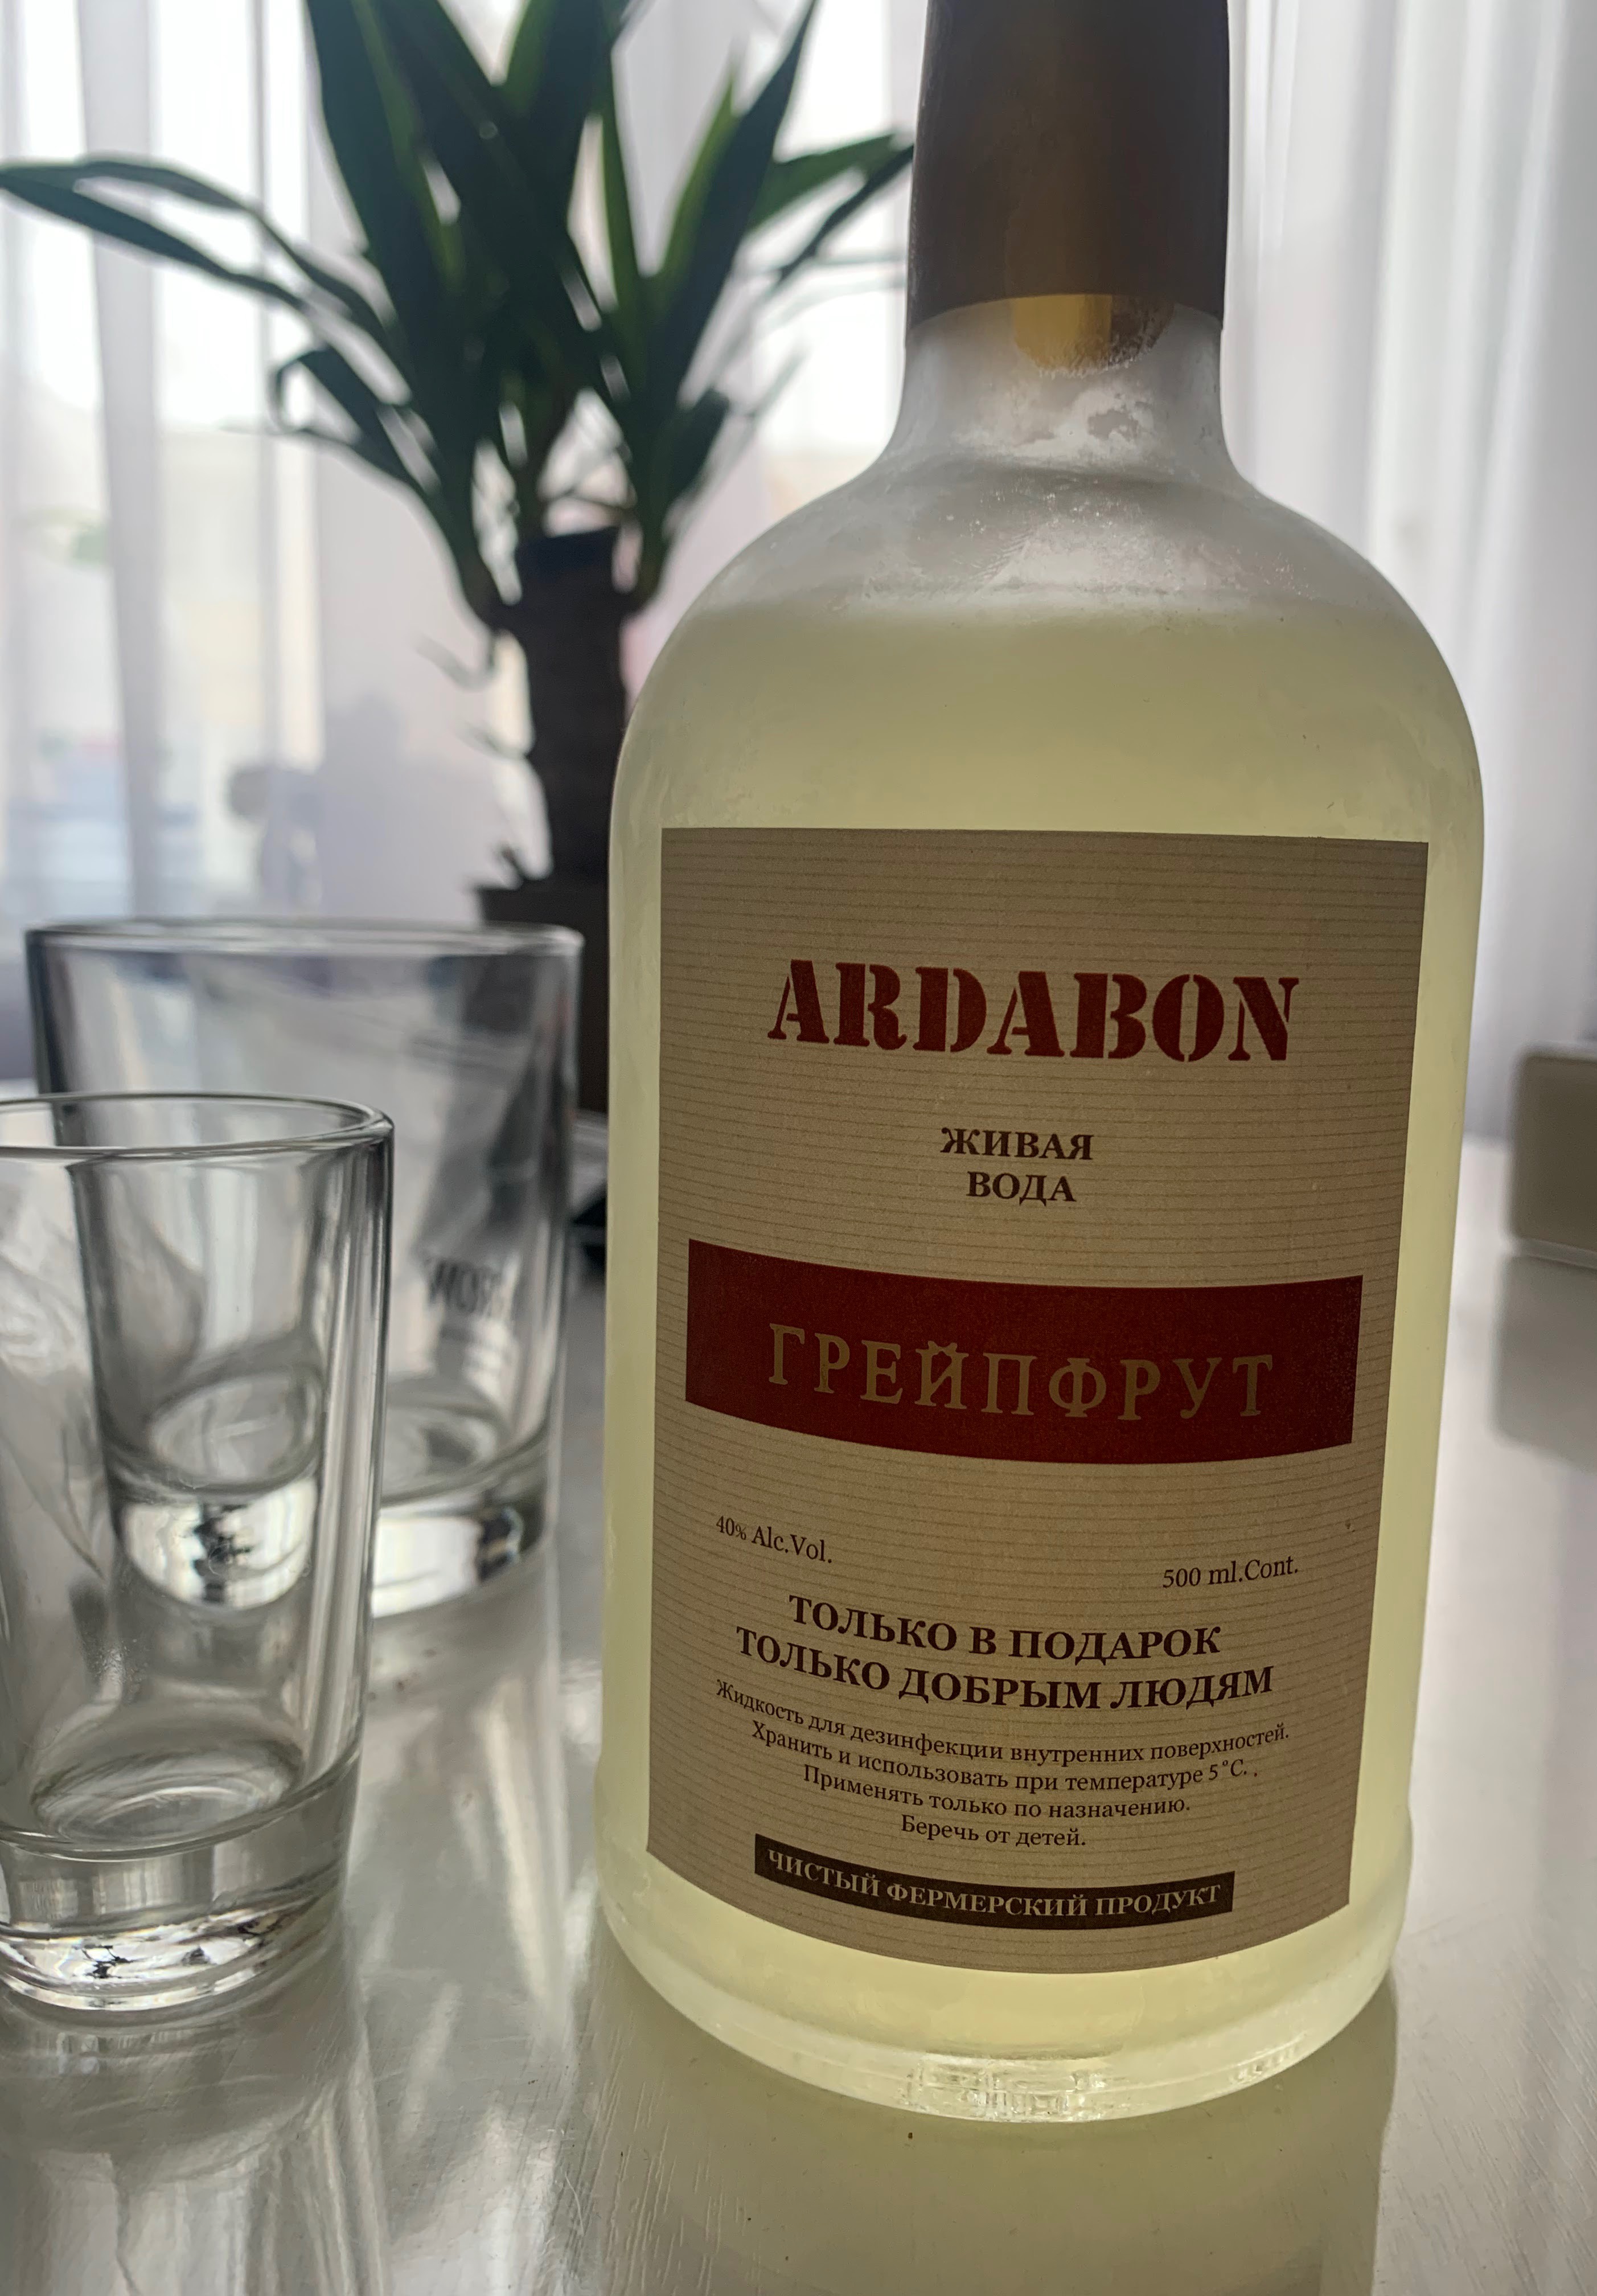 ARDABON
ЖИВАЯ
ВОДА
ГРЕЙПФРУТ
40% Alc.Vol.
500 ml.Cont.
ТОЛЬКО В ПОДАРОК
ТОЛЬКО ДОБРЫМ ЛЮДЯМ
Жидкость для дезинфекции внутренних поверхностей.
Хранить и использовать при температуре 5°С. .
Применять только по назначению.
Беречь от детей.
ЧИСТЫЙ ФЕРМЕРСКИЙ ПРОДУКТ